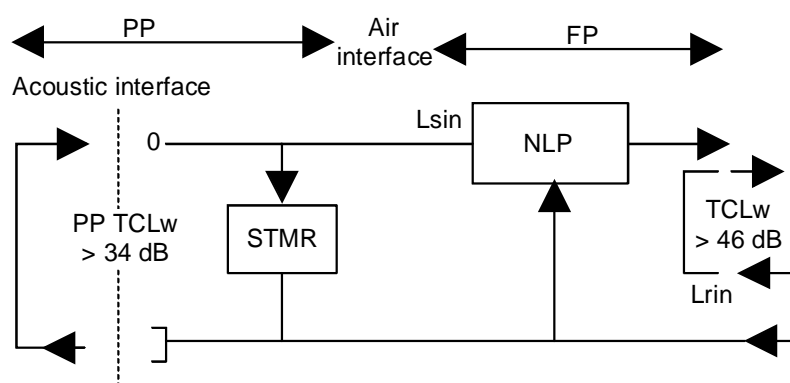 PP
Air
interface
FP
Acoustic interface
0
Lsin
NLP
PP TCLw
> 34 dB
STMR
TCLw
> 46 dB
Lrin